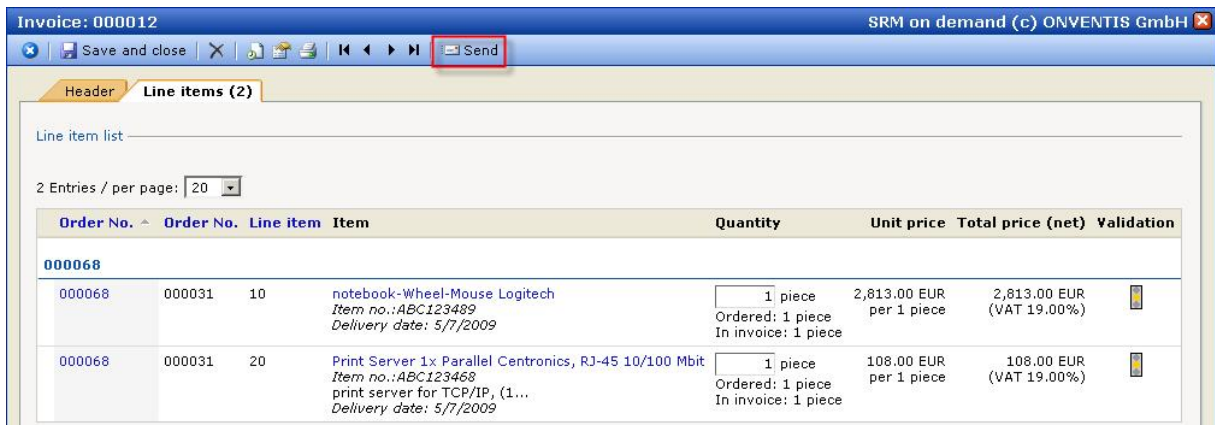 Invoice: 000012 SRM on demand (c) ONVENTIS GmbH
Save and close Send
Header Line items (2)
Line item list
2 Entries / per page: 20
Order No. Order No. Line item Item Quantity Unit price Total price (net) Validation
000068
000068 000031 10 notebook-Wheel-Mouse Logitech 1 piece 2,813.00 EUR 2,813.00 EUR
Item no.:ABC123489 Ordered: 1 piece per 1 piece (VAT 19.00%)
Delivery date: 5/7/2009 In invoice: 1 piece
000068 000031 20 Print Server 1x Parallel Centronics, RJ-45 10/100 Mbit 1 piece 108.00 EUR 108.00 EUR
Item no.:ABC123468 Ordered: 1 piece per 1 piece (VAT 19.00%)
print server for TCP/IP, (1... In invoice: 1 piece
Delivery date: 5/7/2009